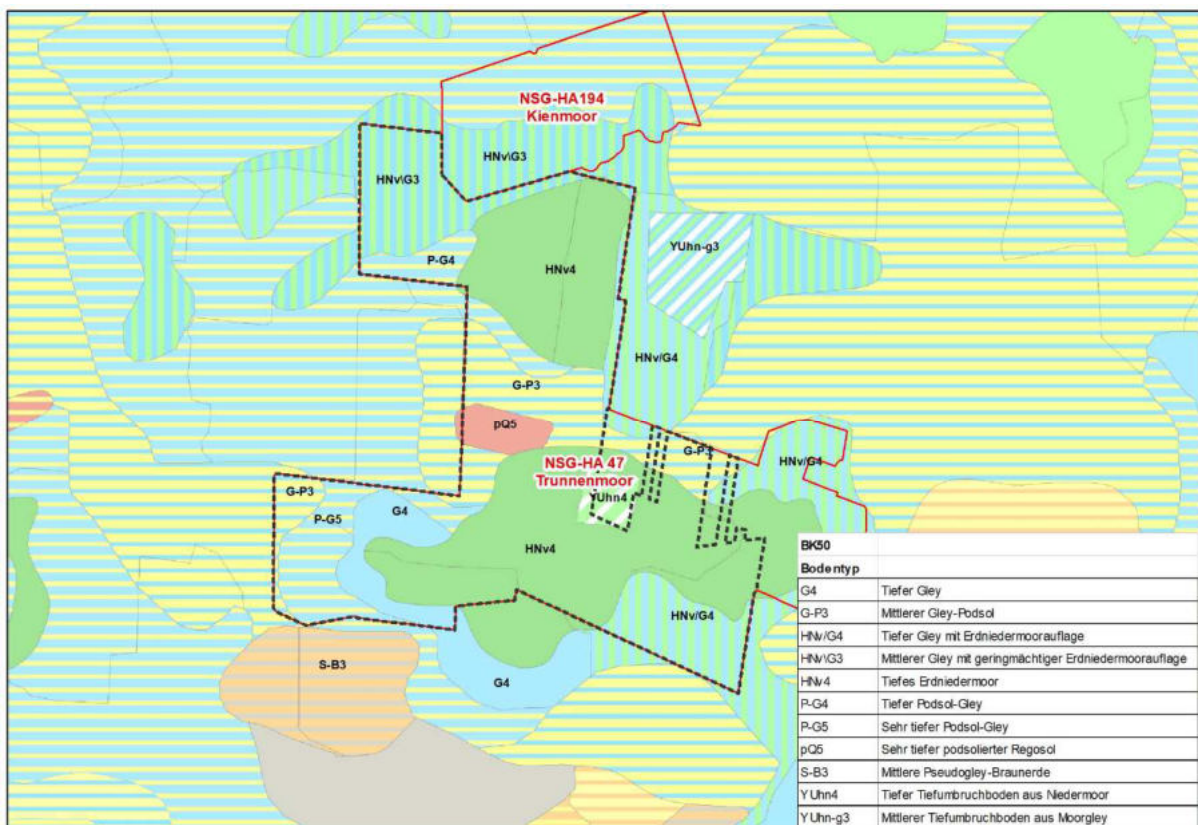 NSG-HA194
Kienmoor
HNv\G3
HNv\G3
YUhn-g3
P-G4
HNv4
HNv/G4
G-P3
pQ5
G-P3
NSG-HA 47
Trunnenmoor
HNv/G4
G-P3
YUhn4
P-G5
G4
HNv4
HNv/G4
S-B3
G4
BK50
Bodentyp
G4 Tiefer Gley
G-P3 Mittlerer Gley-Podsol
HNv/G4 Tiefer Gley mit Erdniedermoorauflage
HNv\G3 Mittlerer Gley mit geringmächtiger Erdniedermoorauflage
HNv4 Tiefes Erdniedermoor
P-G4 Tiefer Podsol-Gley
P-G5 Sehr tiefer Podsol-Gley
pQ5 Sehr tiefer podsolierter Regosol
S-B3 Mittlere Pseudogley-Braunerde
YUhn4 Tiefer Tiefumbruchboden aus Niedermoor
YUhn-g3 Mittlerer Tiefumbruchboden aus Moorgley